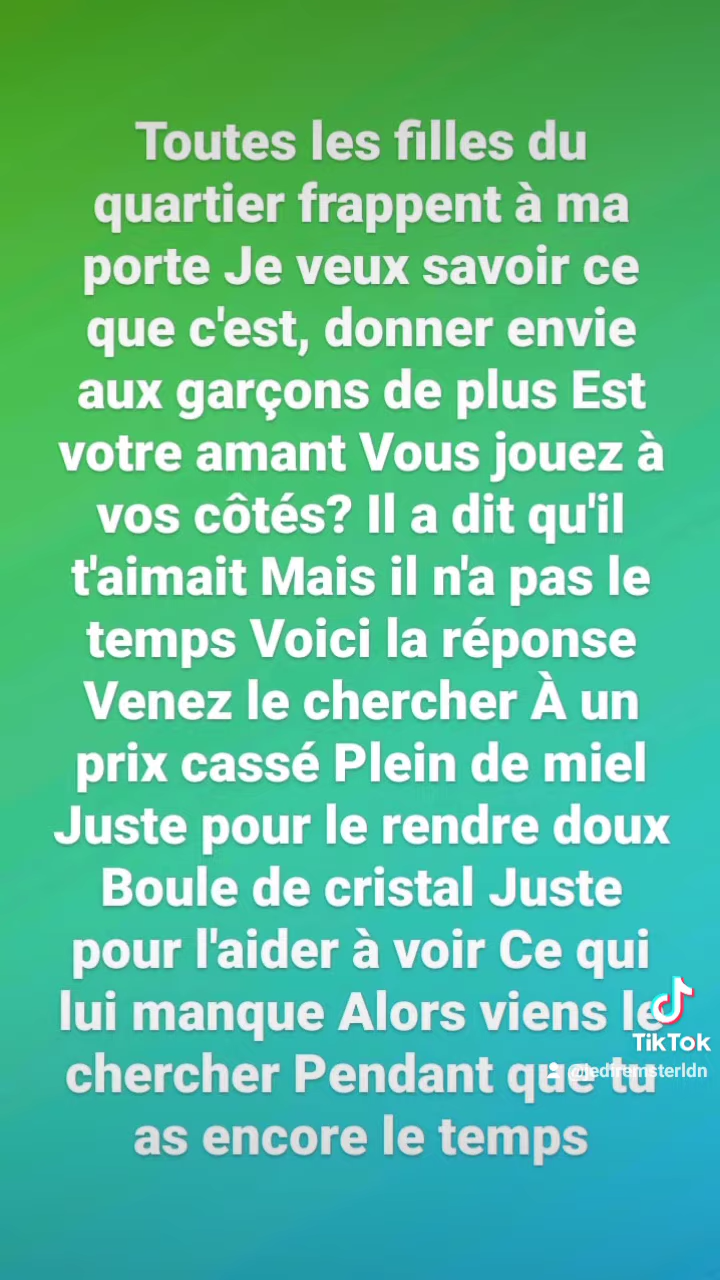 Toutes les filles du
quartier frappent à ma
porte Je veux savoir ce
que c'est, donner envie
aux garçons de plus Est
votre amant Vous jouez à
vos côtés? Il a dit qu'il
t'aimait Mais il n'a pas le
temps Voici la réponse
Venez le chercher À un
prix cassé Plein de miel
Juste pour le rendre doux
Boule de cristal Juste
pour l'aider à voir Ce qui
lui manque Alors viens le
chercher Pendant que tu
as encore le temps
TikTok